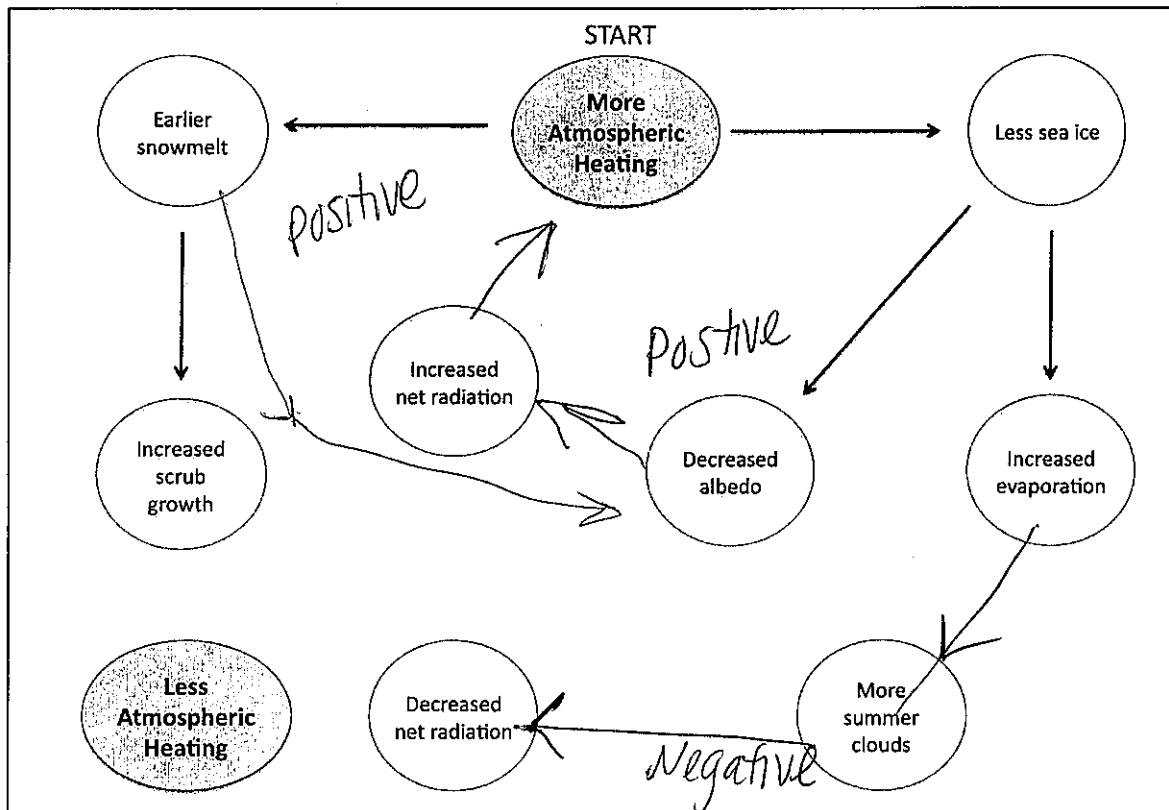 START
More
Atmospheric
Heating
Earlier
snowmelt
Less sea ice
Positive
Postive
Increased
net radiation
Increased
scrub
growth
Decreased
albedo
Increased
evaporation
Less
Atmospheric
Heating
Decreased
net radiation
More
summer
clouds
Negative